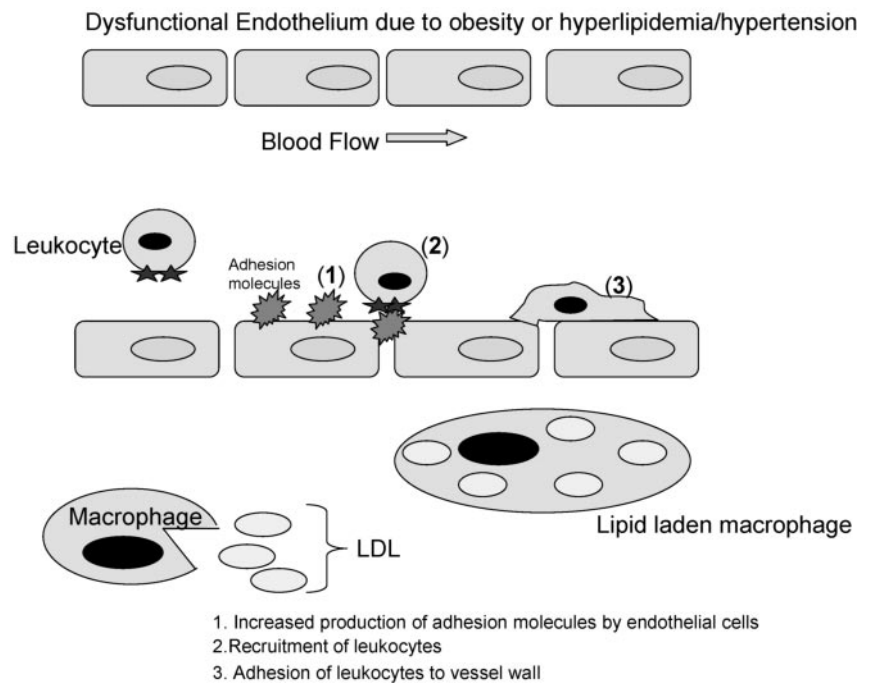 Dysfunctional Endothelium due to obesity or hyperlipidemia/hypertension
Blood Flow
Leukocyte
Adhesion
molecules
(1)
(2)
(3)
Macrophage
LDL
Lipid laden macrophage
1. Increased production of adhesion molecules by endothelial cells
2.Recruitment of leukocytes
3. Adhesion of leukocytes to vessel wall